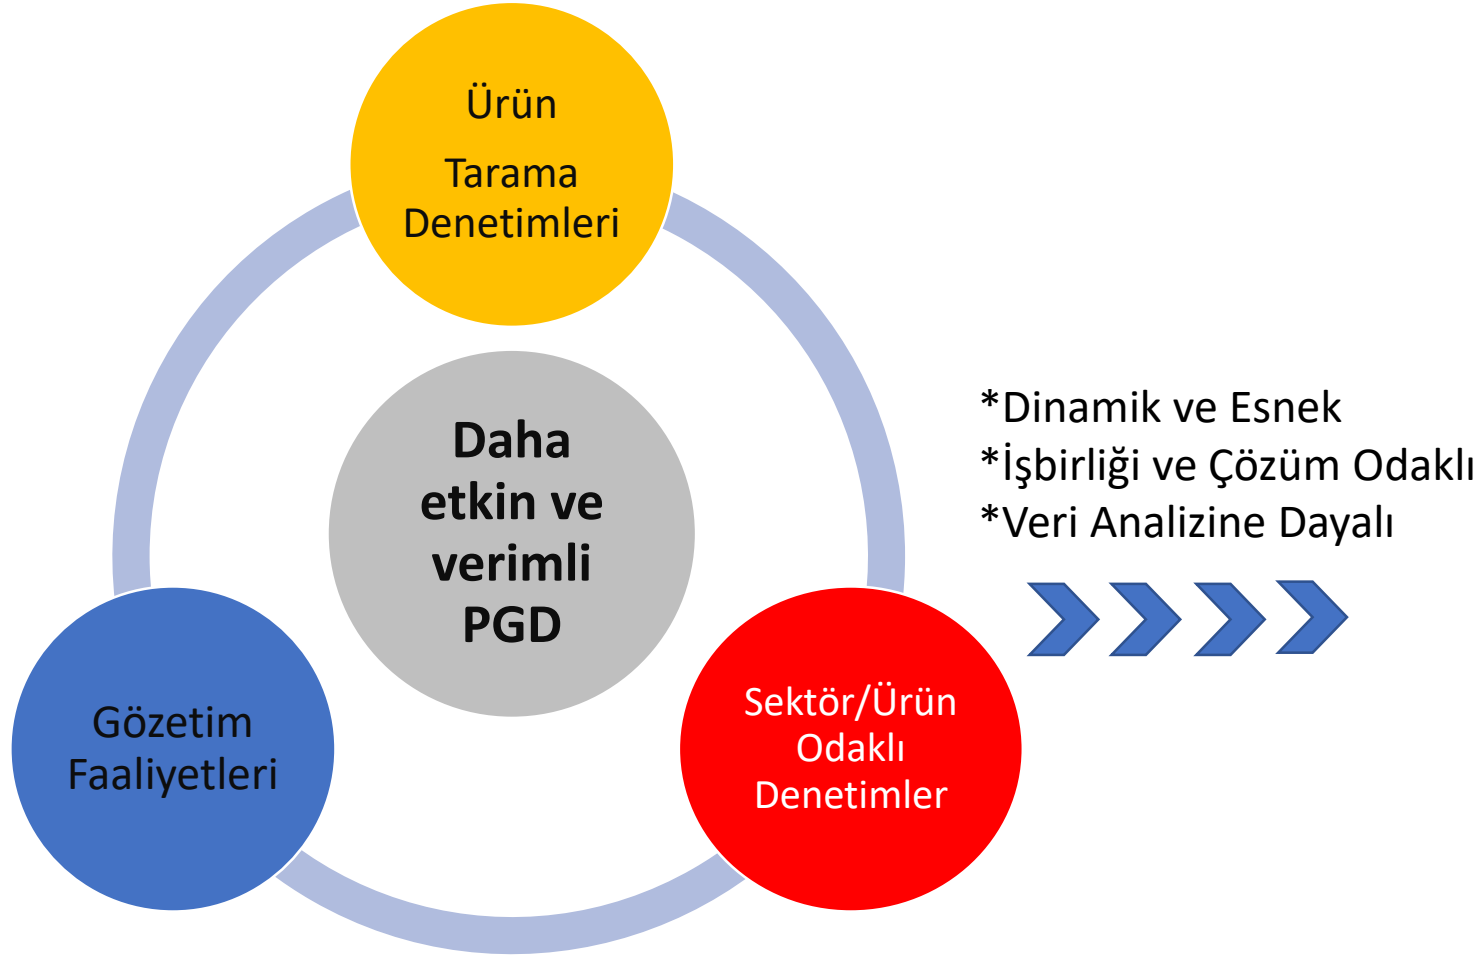 Ürün
Tarama
Denetimleri
Daha
etkin ve
verimli
PGD
*Dinamik ve Esnek
*İşbirliği ve Çözüm Odaklı
*Veri Analizine Dayalı
Gözetim
Faaliyetleri
Sektör/Ürün
Odaklı
Denetimler